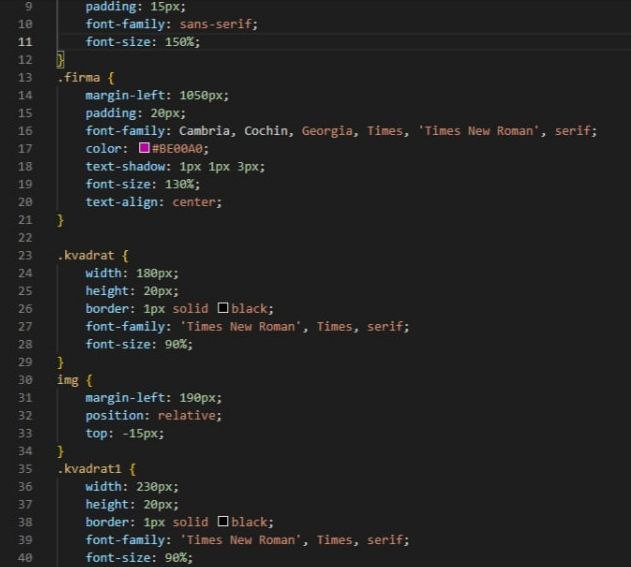 9 padding: 15px;
10 font-family: sans-serif;
11 font-size: 150%;
12 }
13 .firma {
14 margin-left: 1050px;
15 padding: 20px;
16 font-family: Cambria, Cochin, Georgia, Times, 'Times New Roman', serif;
17 color: #BE00A0;
18 text-shadow: 1px 1px 3px;
19 font-size: 130%;
20 text-align: center;
21 }
22
23 .kvadrat {
24 width: 180px;
25 height: 20px;
26 border: 1px solid black;
27 font-family: 'Times New Roman', Times, serif;
28 font-size: 90%;
29 }
30 img {
31 margin-left: 190px;
32 position: relative;
33 top: -15px;
34 }
35 .kvadrat1 {
36 width: 230px;
37 height: 20px;
38 border: 1px solid black;
39 font-family: 'Times New Roman', Times, serif;
40 font-size: 90%;